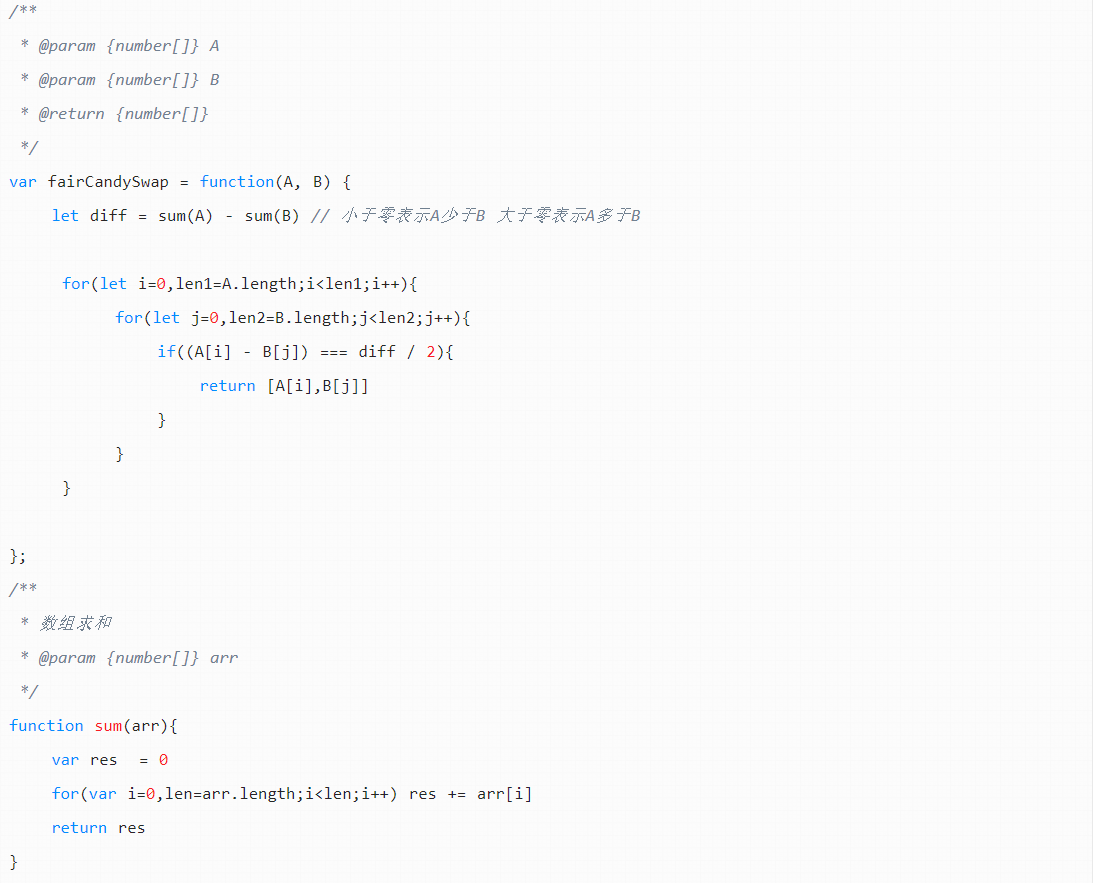 /**
 * @param {number[]} A
 * @param {number[]} B
 * @return {number[]}
 */
var fairCandySwap = function(A, B) {
    let diff = sum(A) - sum(B) // 小于零表示A少于B 大于零表示A多于B
     for(let i=0,len1=A.length;i<len1;i++){
          for(let j=0,len2=B.length;j<len2;j++){
              if((A[i] - B[j]) === diff / 2){
                  return [A[i],B[j]]
              }
          }
     }
};
/**
 * 数组求和
 * @param {number[]} arr
 */
function sum(arr){
    var res  = 0
    for(var i=0,len=arr.length;i<len;i++) res += arr[i]
    return res
}